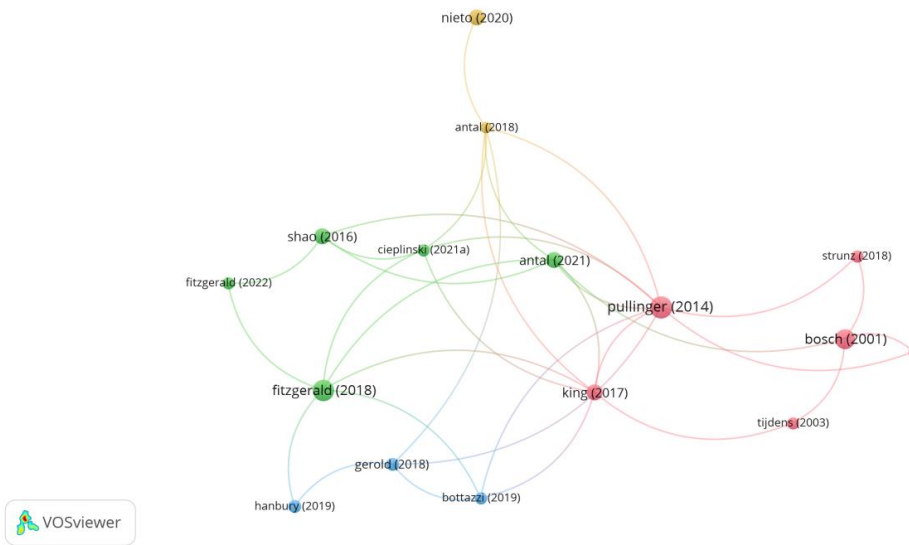 nieto (2020)
antal (2018)
shao (2016)
cieplinski (2021a)
antal (2021)
strunz (2018)
fitzgerald (2022)
pullinger (2014)
bosch (2001)
fitzgerald (2018)
king (2017)
tijdens (2003)
gerold (2018)
bottazzi (2019)
hanbury (2019)
VOSviewer